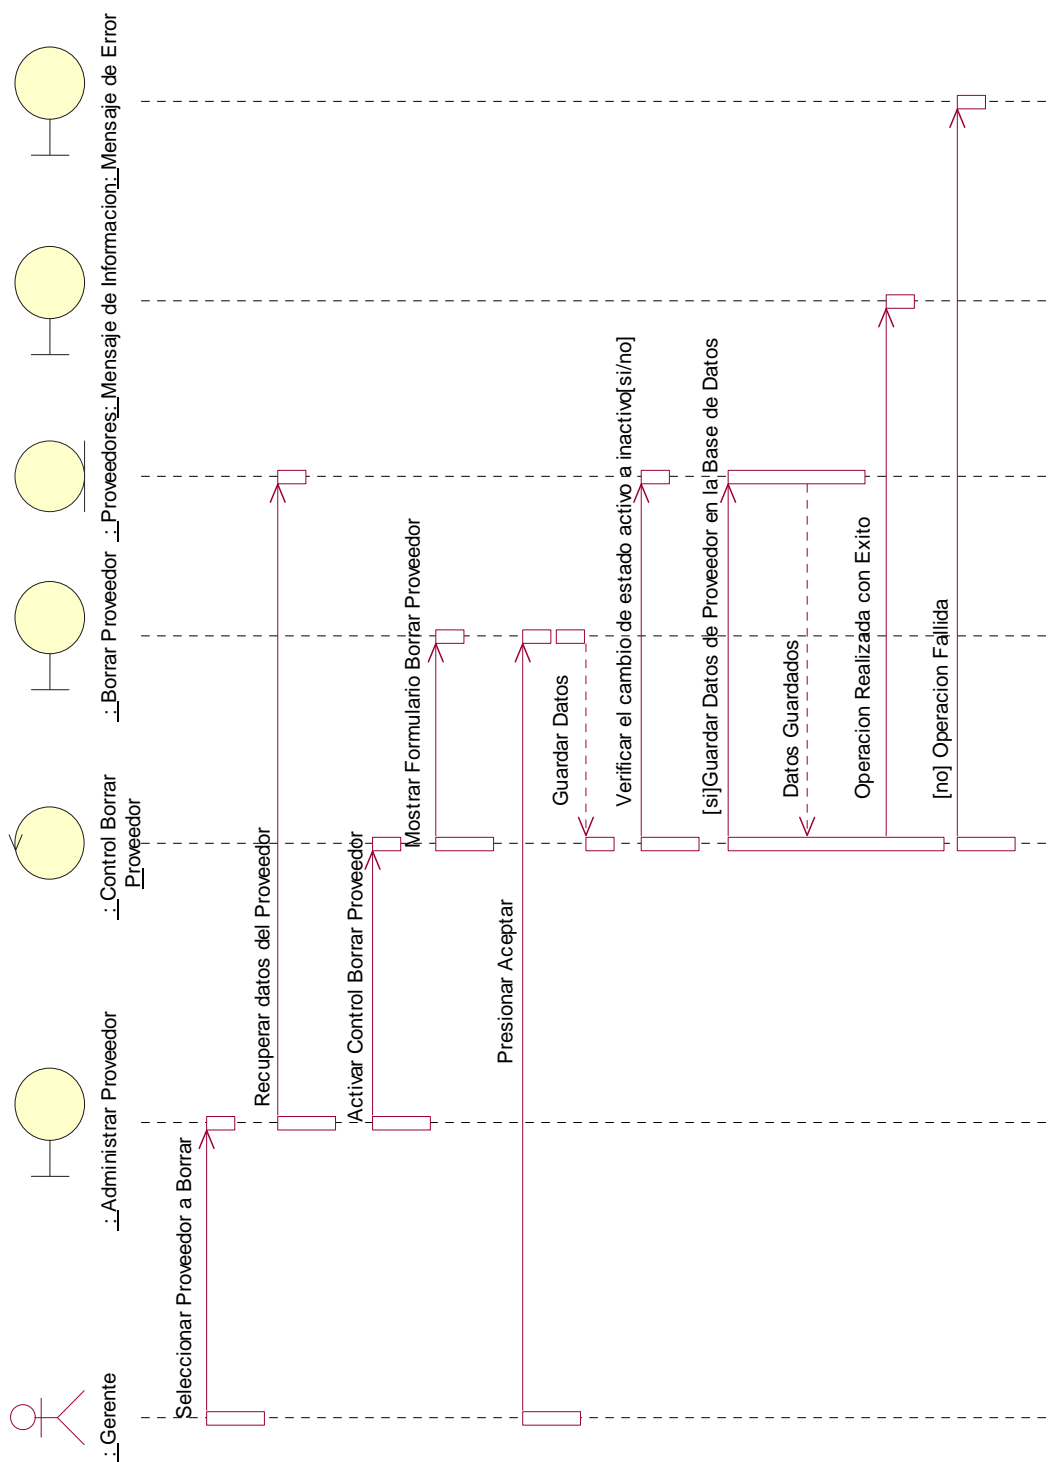 : Gerente
: Administrar Proveedor
: Control Borrar
Proveedor
: Borrar Proveedor
: Proveedores
: Mensaje de Informacion
: Mensaje de Error
Seleccionar Proveedor a Borrar
Recuperar datos del Proveedor
Activar Control Borrar Proveedor
Mostrar Formulario Borrar Proveedor
Presionar Aceptar
Guardar Datos
Verificar el cambio de estado activo a inactivo[si/no]
[si]Guardar Datos de Proveedor en la Base de Datos
Datos Guardados
Operacion Realizada con Exito
[no] Operacion Fallida